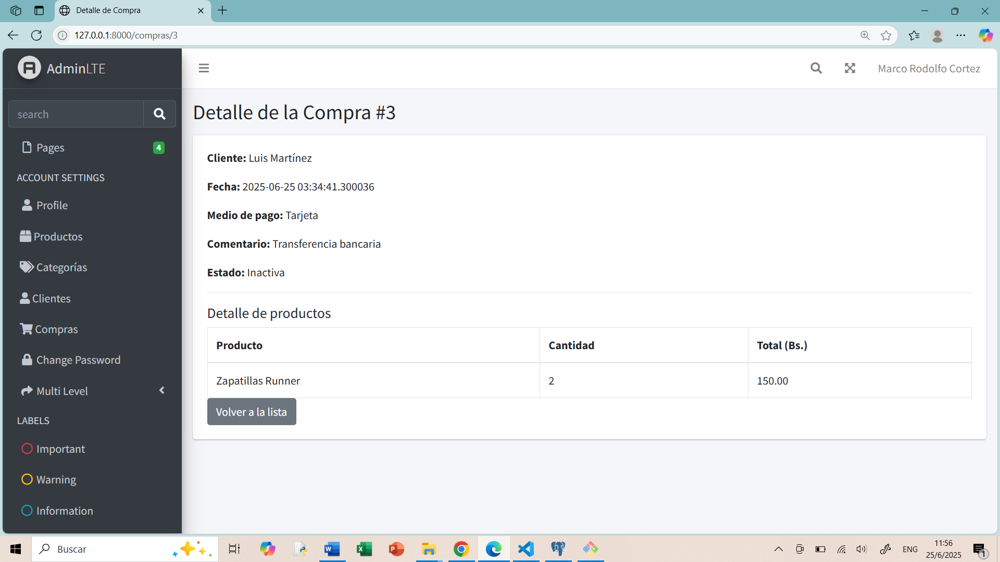 Detalle de Compra
127.0.0.1:8000/compras/3
AdminLTE
Marco Rodolfo Cortez
search
Pages
4
ACCOUNT SETTINGS
Profile
Productos
Categorías
Clientes
Compras
Change Password
Multi Level
LABELS
Important
Warning
Information
Detalle de la Compra #3
Cliente: Luis Martínez
Fecha: 2025-06-25 03:34:41.300036
Medio de pago: Tarjeta
Comentario: Transferencia bancaria
Estado: Inactiva
Detalle de productos
Producto Cantidad Total (Bs.)
Zapatillas Runner 2 150.00
Volver a la lista
Buscar
ENG
11:56
25/6/2025
1